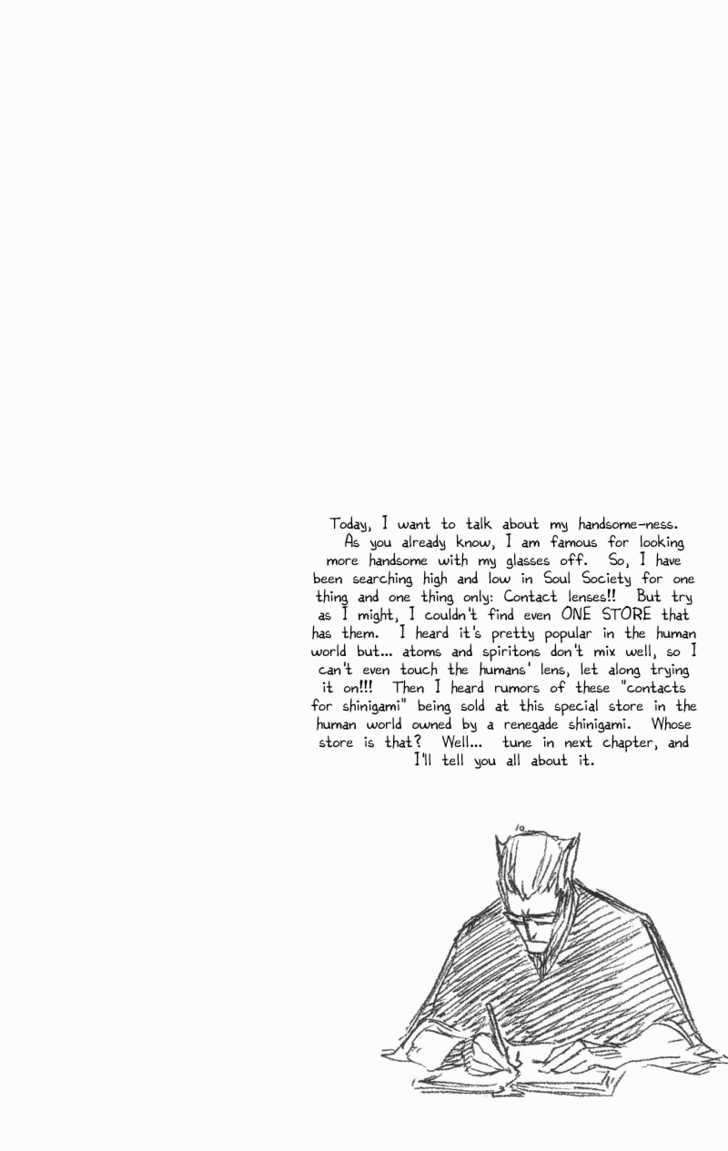 Today, I want to talk about my handsome-ness.
As you already know, I am famous for looking
more handsome with my glasses off. So, I have
been searching high and low in Soul Society for one
thing and one thing only: Contact lenses!! But try
as I might, I couldn't find even ONE STORE that
has them. I heard it's pretty popular in the human
world but... atoms and spiritons don't mix well, so I
can't even touch the humans' lens, let along trying
it on!!! Then I heard rumors of these "contacts
for shinigami" being sold at this special store in the
human world owned by a renegade shinigami. Whose
store is that? Well... tune in next chapter, and
I'll tell you all about it.